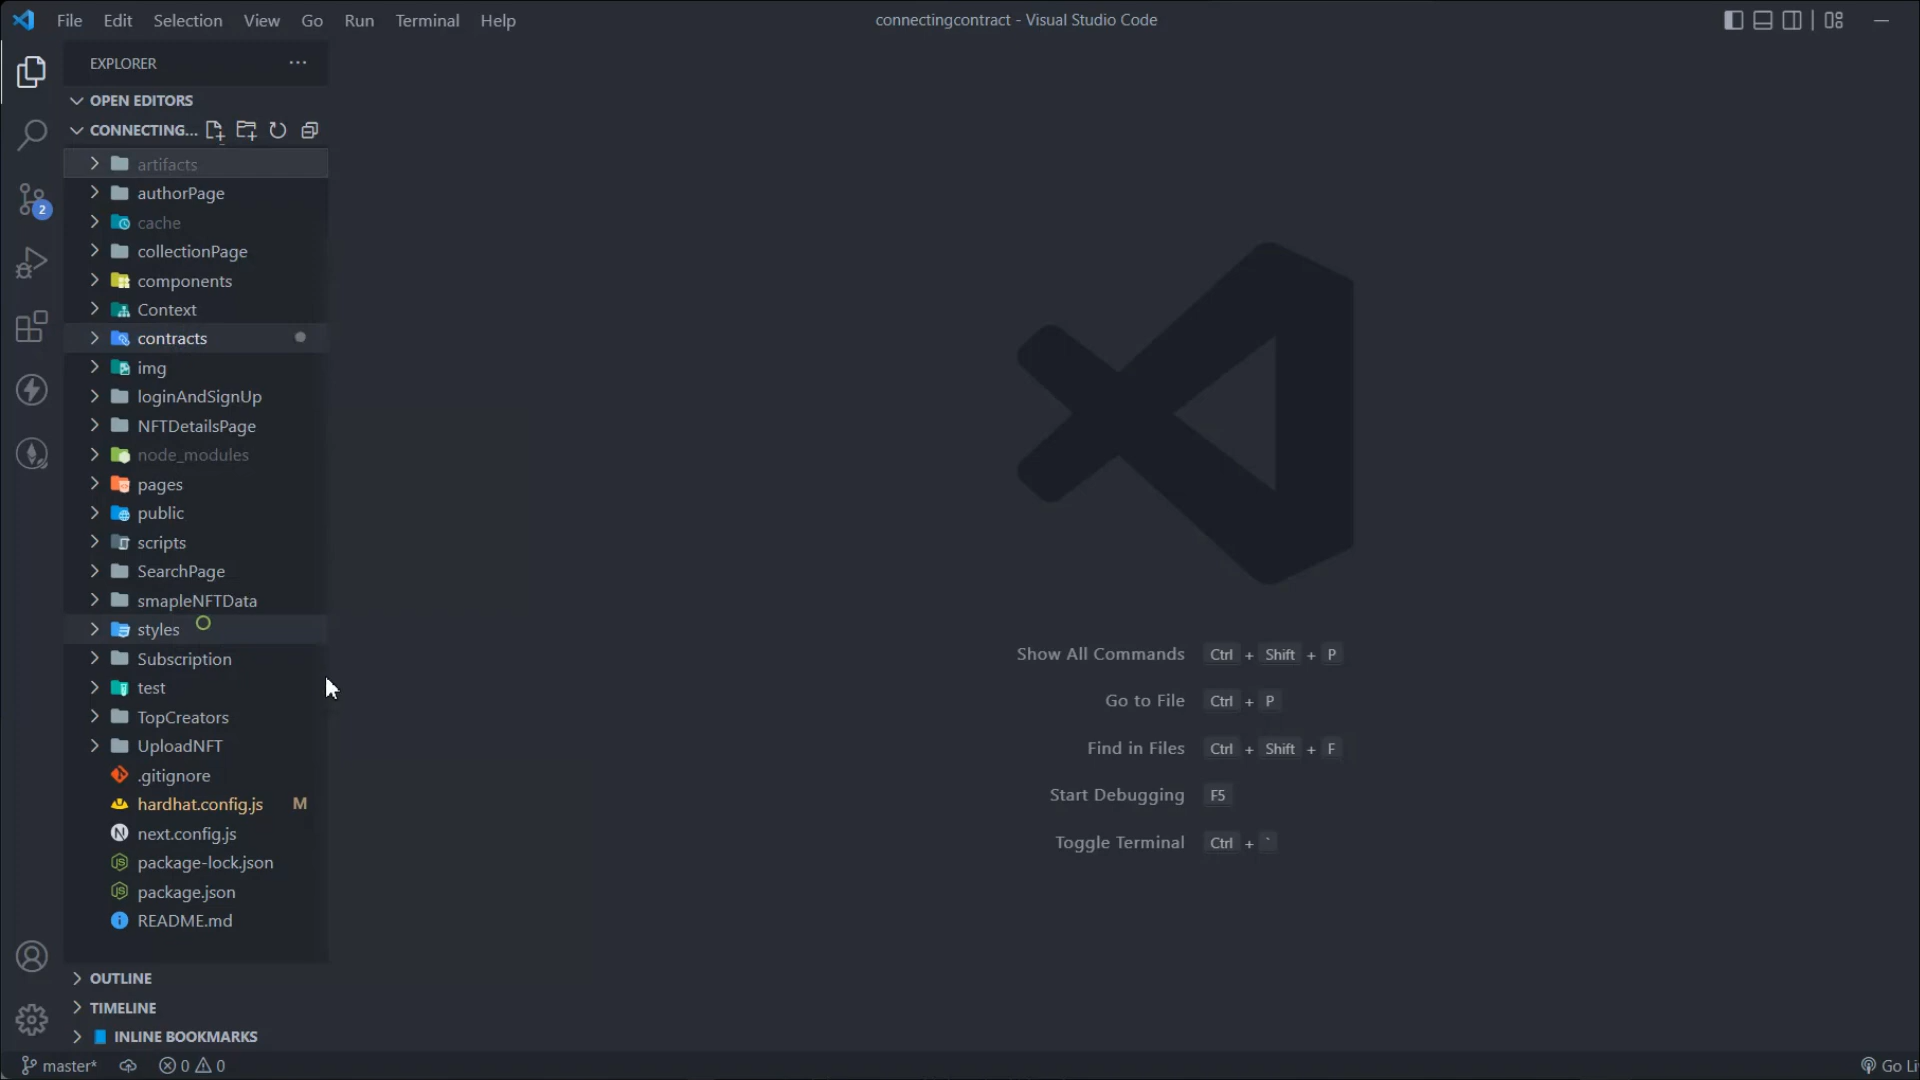 File Edit Selection View Go Run Terminal Help
connectingcontract - Visual Studio Code
EXPLORER
OPEN EDITORS
CONNECTING...
artifacts
authorPage
cache
collectionPage
components
Context
contracts
img
loginAndSignUp
NFTDetailsPage
node_modules
pages
public
scripts
SearchPage
smapleNFTData
styles
Subscription
test
TopCreators
UploadNFT
.gitignore
hardhat.config.js M
next.config.js
package-lock.json
package.json
README.md
OUTLINE
TIMELINE
INLINE BOOKMARKS
2
Show All Commands Ctrl + Shift + P
Go to File Ctrl + P
Find in Files Ctrl + Shift + F
Start Debugging F5
Toggle Terminal Ctrl + `
master* 0 0
Go Li